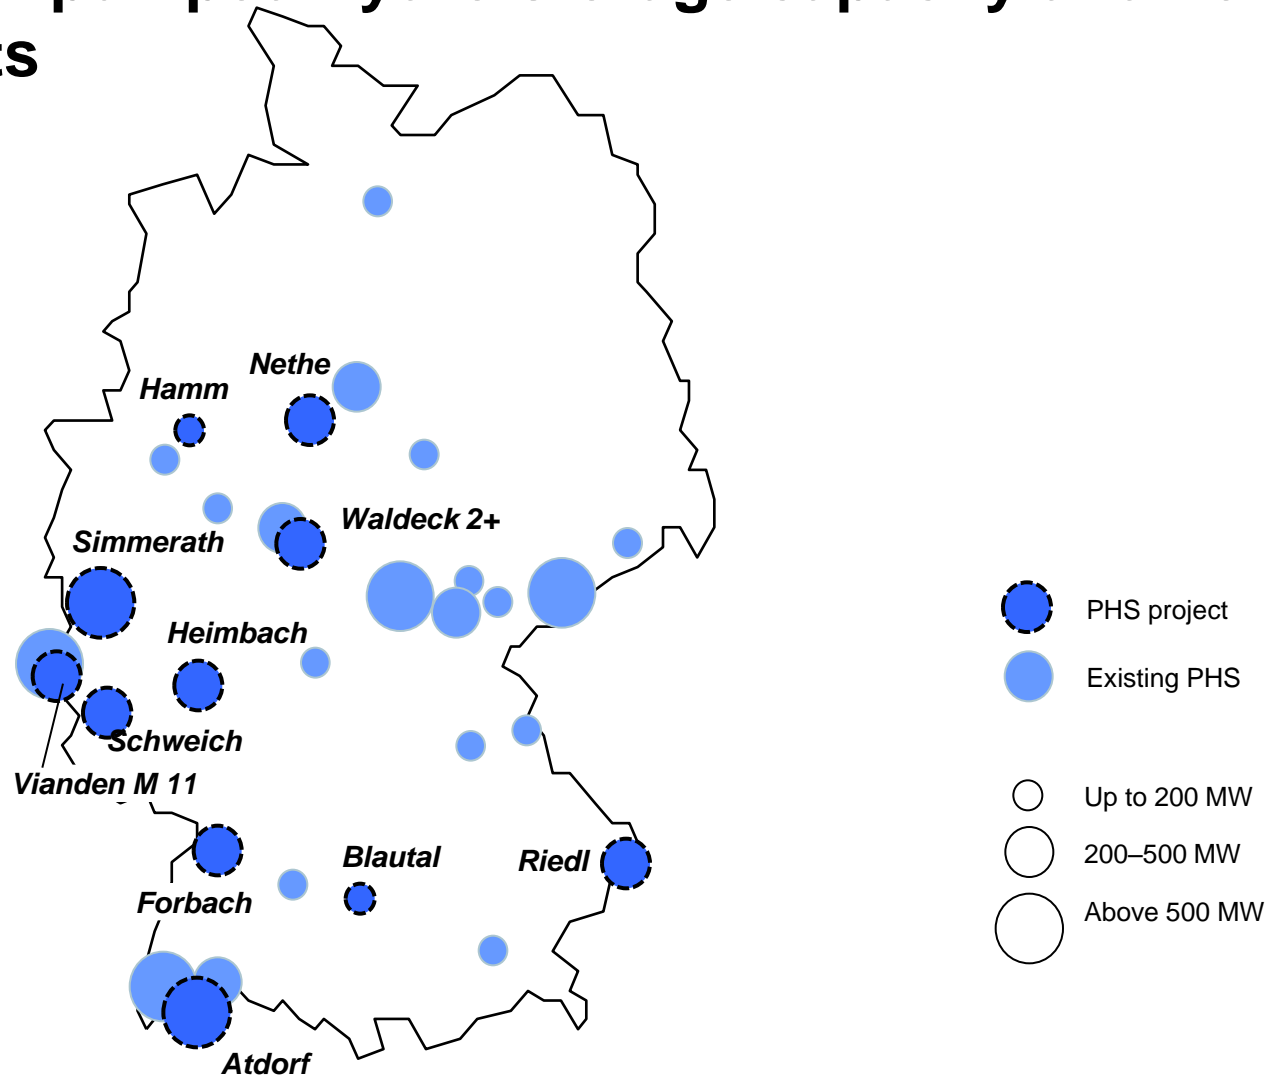 ts
Nethe
Hamm
Waldeck 2+
Simmerath
Heimbach
Schweich
Vianden M 11
Blautal
Riedl
Forbach
Atdorf
PHS project
Existing PHS
Up to 200 MW
200–500 MW
Above 500 MW